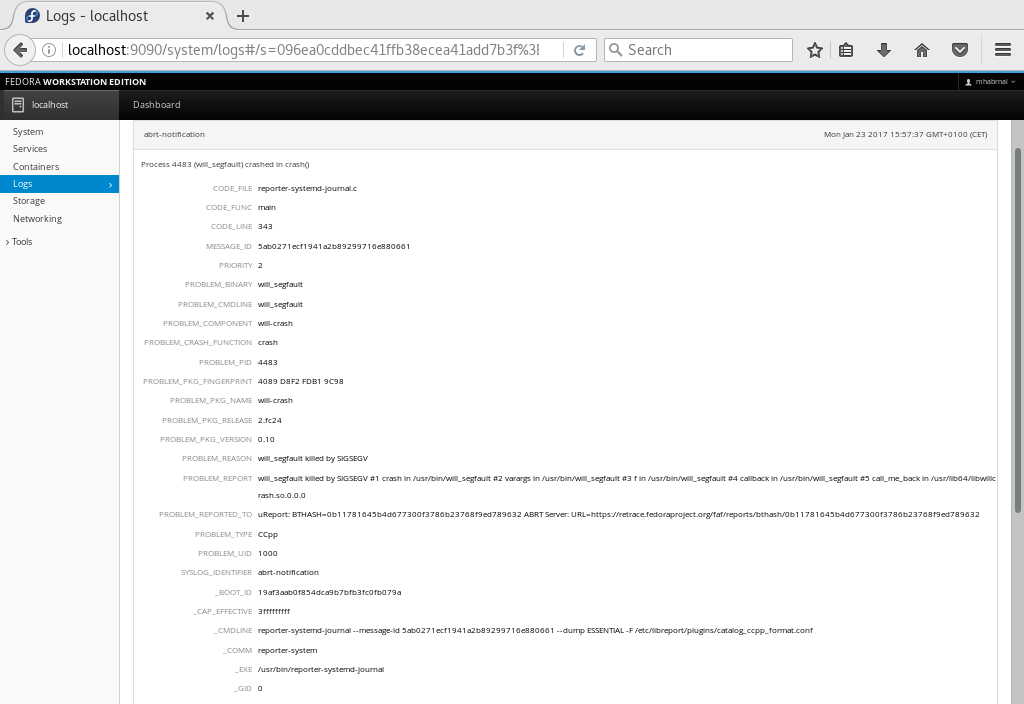 Logs - localhost
localhost:9090/system/logs#/s=096ea0cddbec41ffb38ecea41add7b3f%3E
Search
FEDORA WORKSTATION EDITION
mhabrnal
localhost
Dashboard
System
Services
Containers
Logs
Storage
Networking
Tools
abrt-notification Mon Jan 23 2017 15:57:37 GMT+0100 (CET)
Process 4483 (will_segfault) crashed in crash()
CODE_FILE reporter-systemd-journal.c
CODE_FUNC main
CODE_LINE 343
MESSAGE_ID 5ab0271ecf1941a2b89299716e880661
PRIORITY 2
PROBLEM_BINARY will_segfault
PROBLEM_CMDLINE will_segfault
PROBLEM_COMPONENT will-crash
PROBLEM_CRASH_FUNCTION crash
PROBLEM_PID 4483
PROBLEM_PKG_FINGERPRINT 4089 D8F2 FDB1 9C98
PROBLEM_PKG_NAME will-crash
PROBLEM_PKG_RELEASE 2.fc24
PROBLEM_PKG_VERSION 0.10
PROBLEM_REASON will_segfault killed by SIGSEGV
PROBLEM_REPORT will_segfault killed by SIGSEGV #1 crash in /usr/bin/will_segfault #2 varargs in /usr/bin/will_segfault #3 f in /usr/bin/will_segfault #4 callback in /usr/bin/will_segfault #5 call_me_back in /usr/lib64/libwillc
rash.so.0.0.0
PROBLEM_REPORTED_TO uReport: BTHASH=0b11781645b4d677300f3786b23768f9ed789632 ABRT Server: URL=https://retrace.fedoraproject.org/faf/reports/bthash/0b11781645b4d677300f3786b23768f9ed789632
PROBLEM_TYPE CCpp
PROBLEM_UID 1000
SYSLOG_IDENTIFIER abrt-notification
_BOOT_ID 19af3aab0f854dca9b7bfb3fc0fb079a
_CAP_EFFECTIVE 3fffffffff
_CMDLINE reporter-systemd-journal --message-id 5ab0271ecf1941a2b89299716e880661 --dump ESSENTIAL -F /etc/libreport/plugins/catalog_ccpp_format.conf
_COMM reporter-system
_EXE /usr/bin/reporter-systemd-journal
_GID 0